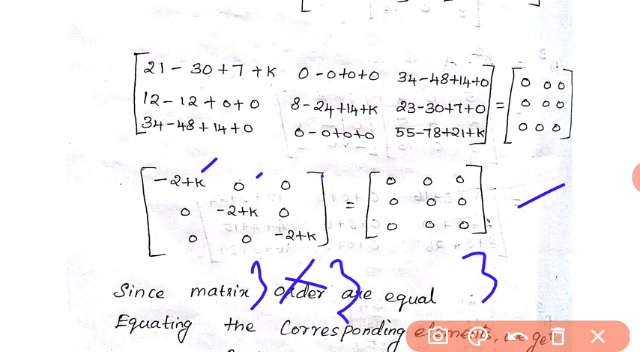 [21-30+7+K 0-0+0+0 34-48+14+0]
[12-12+0+0 8-24+14+K 23-30+7+0] = [0 0 0]
[34-48+14+0 0-0+0+0 55-78+21+K] [0 0 0]
[0 0 0]
[-2+K 0 0] [0 0 0]
[0 -2+K 0] = [0 0 0]
[0 0 -2+K] [0 0 0]
3 × 3 3
Since matrix order are equal
Equating the corresponding elements, we get